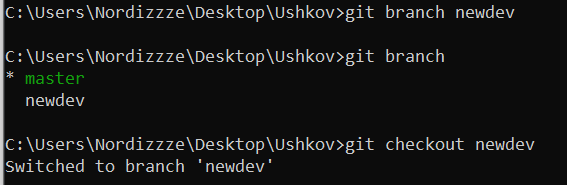 C:\Users\Nordizzze\Desktop\Ushkov>git branch newdev
C:\Users\Nordizzze\Desktop\Ushkov>git branch
* master
  newdev
C:\Users\Nordizzze\Desktop\Ushkov>git checkout newdev
Switched to branch 'newdev'